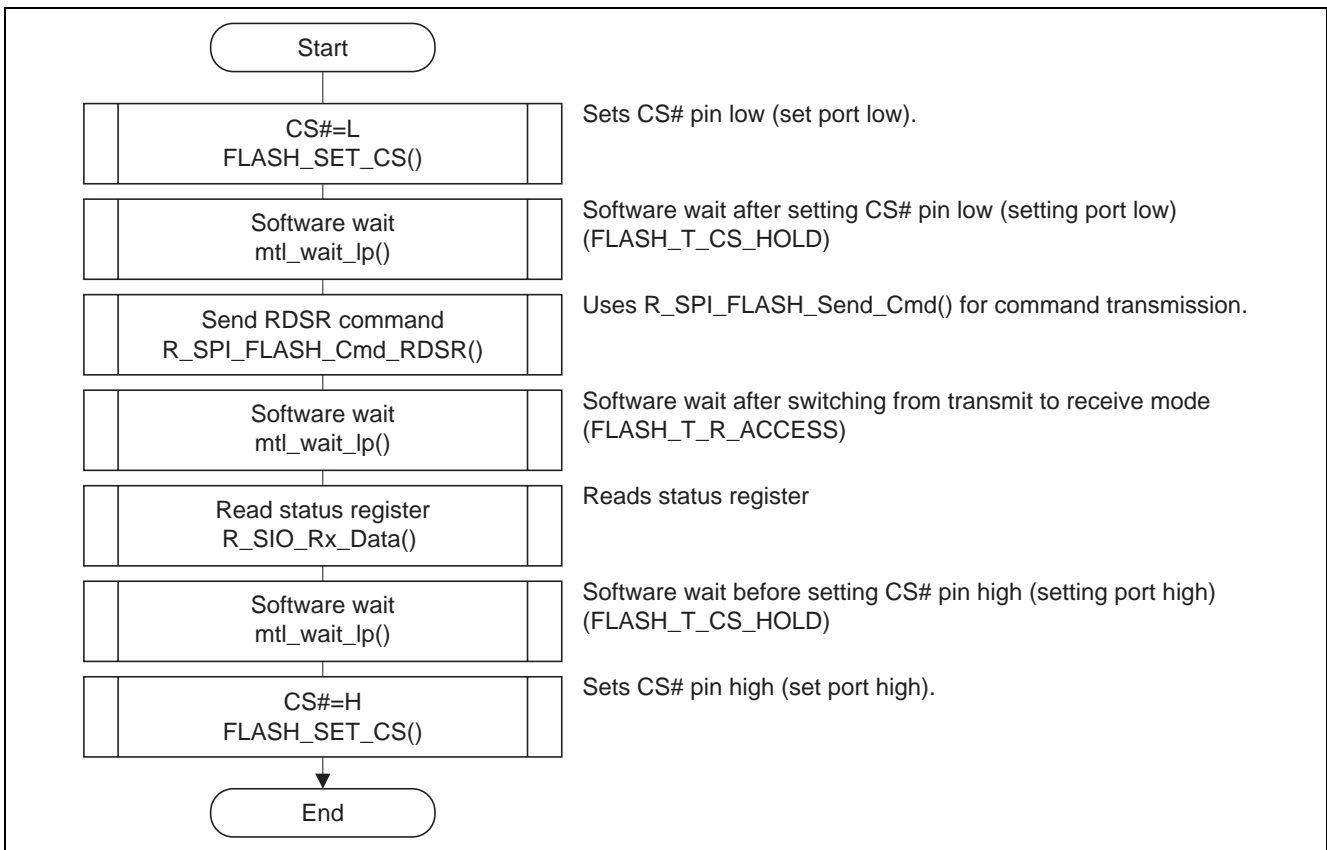 Start
CS#=L
FLASH_SET_CS()
Sets CS# pin low (set port low).
Software wait
mtl_wait_lp()
Software wait after setting CS# pin low (setting port low)
(FLASH_T_CS_HOLD)
Send RDSR command
R_SPI_FLASH_Cmd_RDSR()
Uses R_SPI_FLASH_Send_Cmd() for command transmission.
Software wait
mtl_wait_lp()
Software wait after switching from transmit to receive mode
(FLASH_T_R_ACCESS)
Read status register
R_SIO_Rx_Data()
Reads status register
Software wait
mtl_wait_lp()
Software wait before setting CS# pin high (setting port high)
(FLASH_T_CS_HOLD)
CS#=H
FLASH_SET_CS()
Sets CS# pin high (set port high).
End